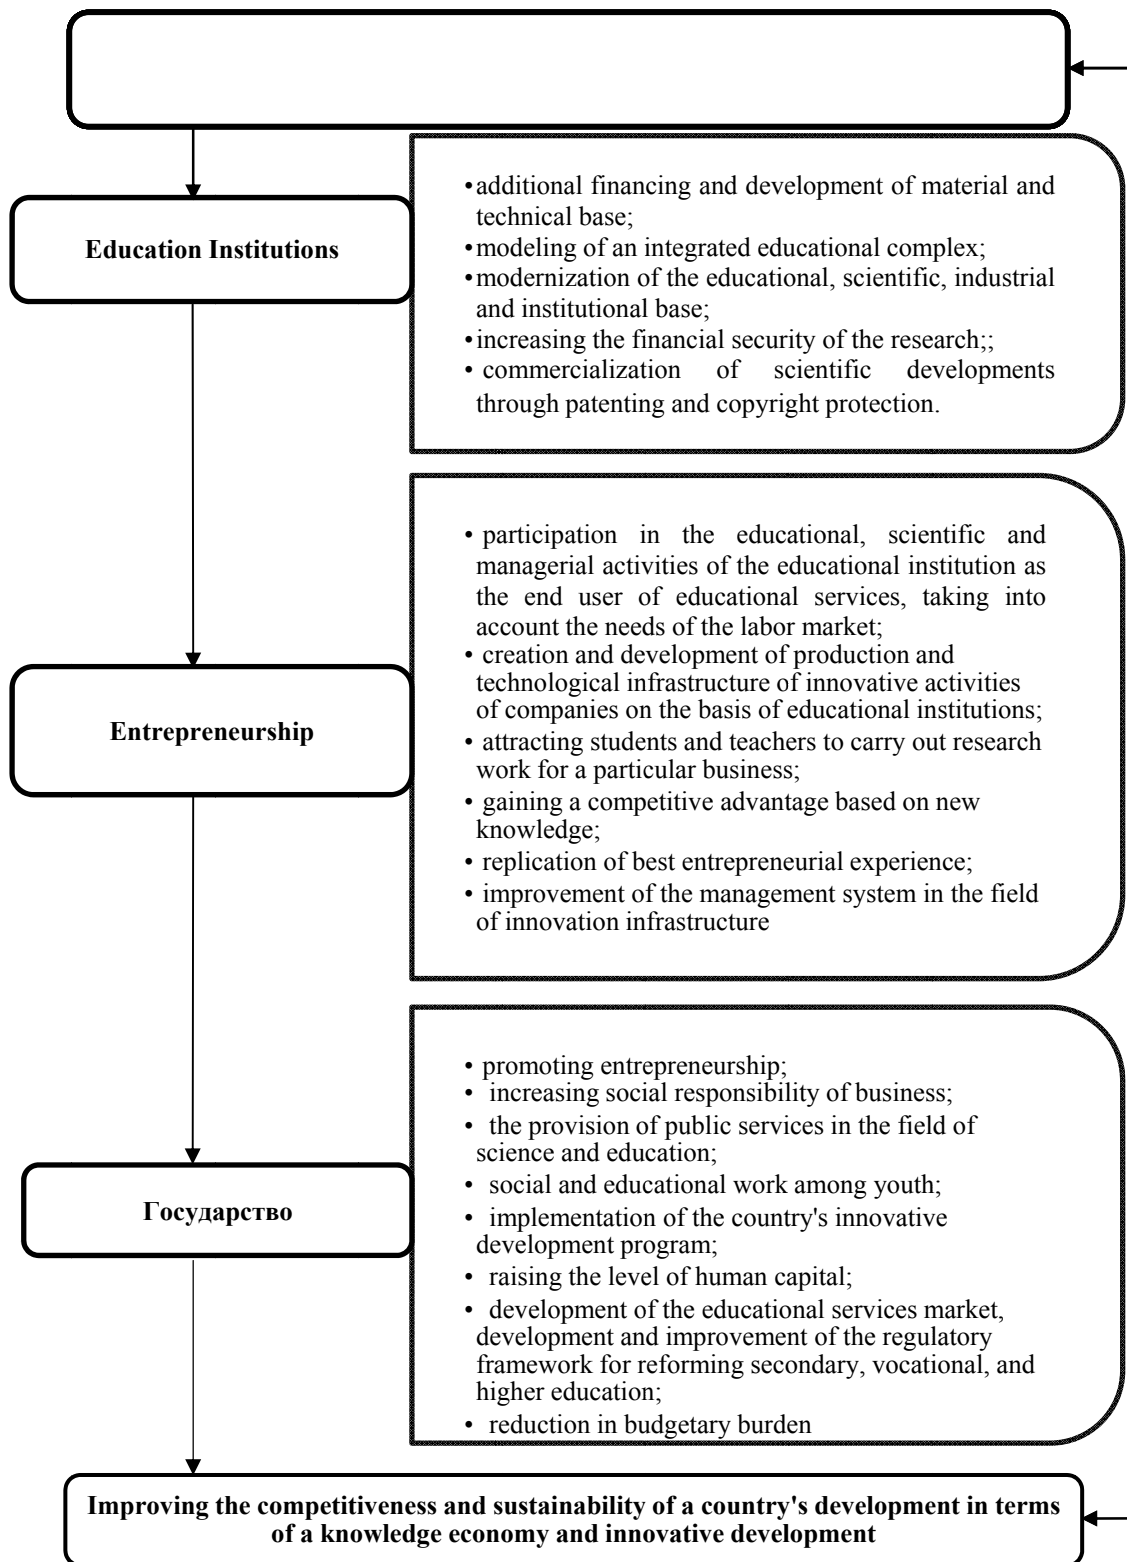 Education Institutions
•additional financing and development of material and
technical base;
•modeling of an integrated educational complex;
•modernization of the educational, scientific, industrial
and institutional base;
•increasing the financial security of the research;;
• commercialization of scientific developments
through patenting and copyright protection.
Entrepreneurship
• participation in the educational, scientific and
managerial activities of the educational institution as
the end user of educational services, taking into
account the needs of the labor market;
• creation and development of production and
technological infrastructure of innovative activities
of companies on the basis of educational institutions;
• attracting students and teachers to carry out research
work for a particular business;
• gaining a competitive advantage based on new
knowledge;
• replication of best entrepreneurial experience;
• improvement of the management system in the field
of innovation infrastructure
Государство
• promoting entrepreneurship;
• increasing social responsibility of business;
• the provision of public services in the field of
science and education;
• social and educational work among youth;
• implementation of the country's innovative
development program;
• raising the level of human capital;
• development of the educational services market,
development and improvement of the regulatory
framework for reforming secondary, vocational, and
higher education;
• reduction in budgetary burden
Improving the competitiveness and sustainability of a country's development in terms
of a knowledge economy and innovative development